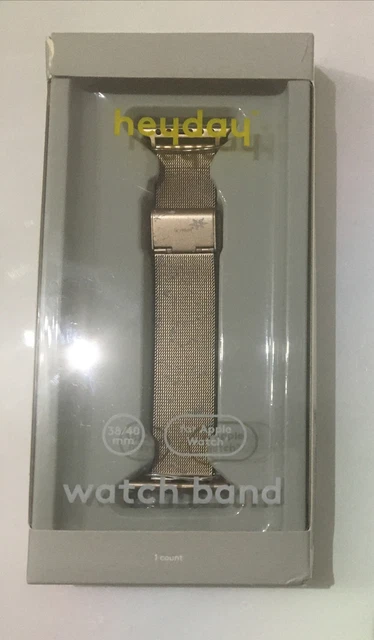 heyday
38/40
mm
for Apple
Watch
watch band
1 count